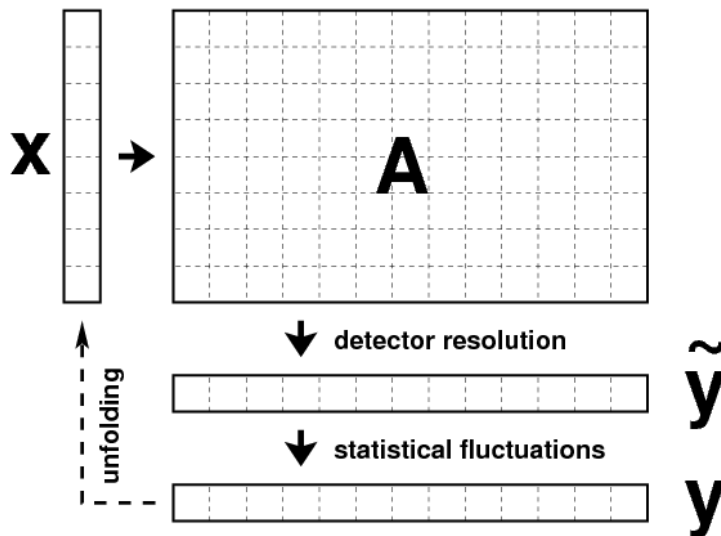 x
A
detector resolution
ỹ
unfolding
statistical fluctuations
y